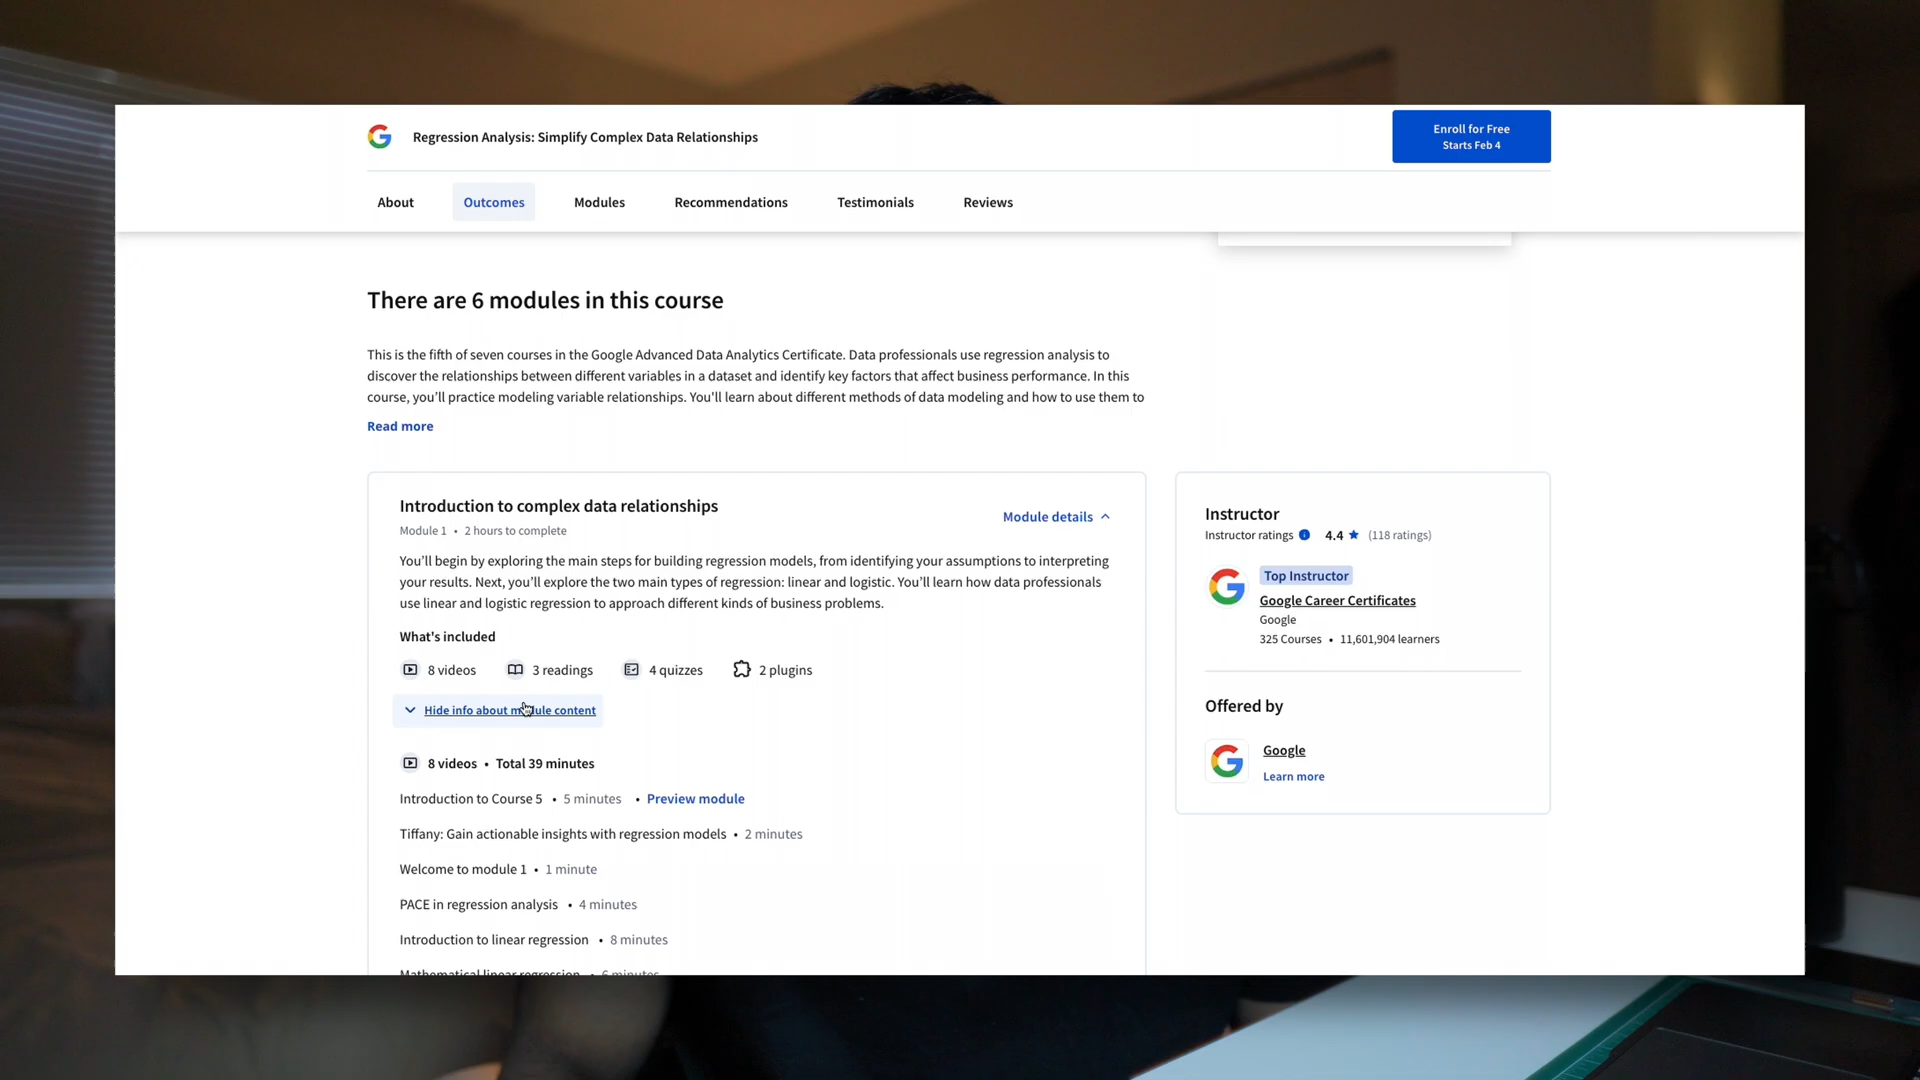 Regression Analysis: Simplify Complex Data Relationships
Enroll for Free
Starts Feb 4
About Outcomes Modules Recommendations Testimonials Reviews
There are 6 modules in this course
This is the fifth of seven courses in the Google Advanced Data Analytics Certificate. Data professionals use regression analysis to
discover the relationships between different variables in a dataset and identify key factors that affect business performance. In this
course, you’ll practice modeling variable relationships. You'll learn about different methods of data modeling and how to use them to
Read more
Introduction to complex data relationships
Module 1 • 2 hours to complete
Module details
You’ll begin by exploring the main steps for building regression models, from identifying your assumptions to interpreting
your results. Next, you’ll explore the two main types of regression: linear and logistic. You’ll learn how data professionals
use linear and logistic regression to approach different kinds of business problems.
What's included
8 videos 3 readings 4 quizzes 2 plugins
Hide info about module content
8 videos • Total 39 minutes
Introduction to Course 5 • 5 minutes • Preview module
Tiffany: Gain actionable insights with regression models • 2 minutes
Welcome to module 1 • 1 minute
PACE in regression analysis • 4 minutes
Introduction to linear regression • 8 minutes
Mathematical linear regression • 6 minutes
Instructor
Instructor ratings 4.4 (118 ratings)
Top Instructor
Google Career Certificates
Google
325 Courses • 11,601,904 learners
Offered by
Google
Learn more